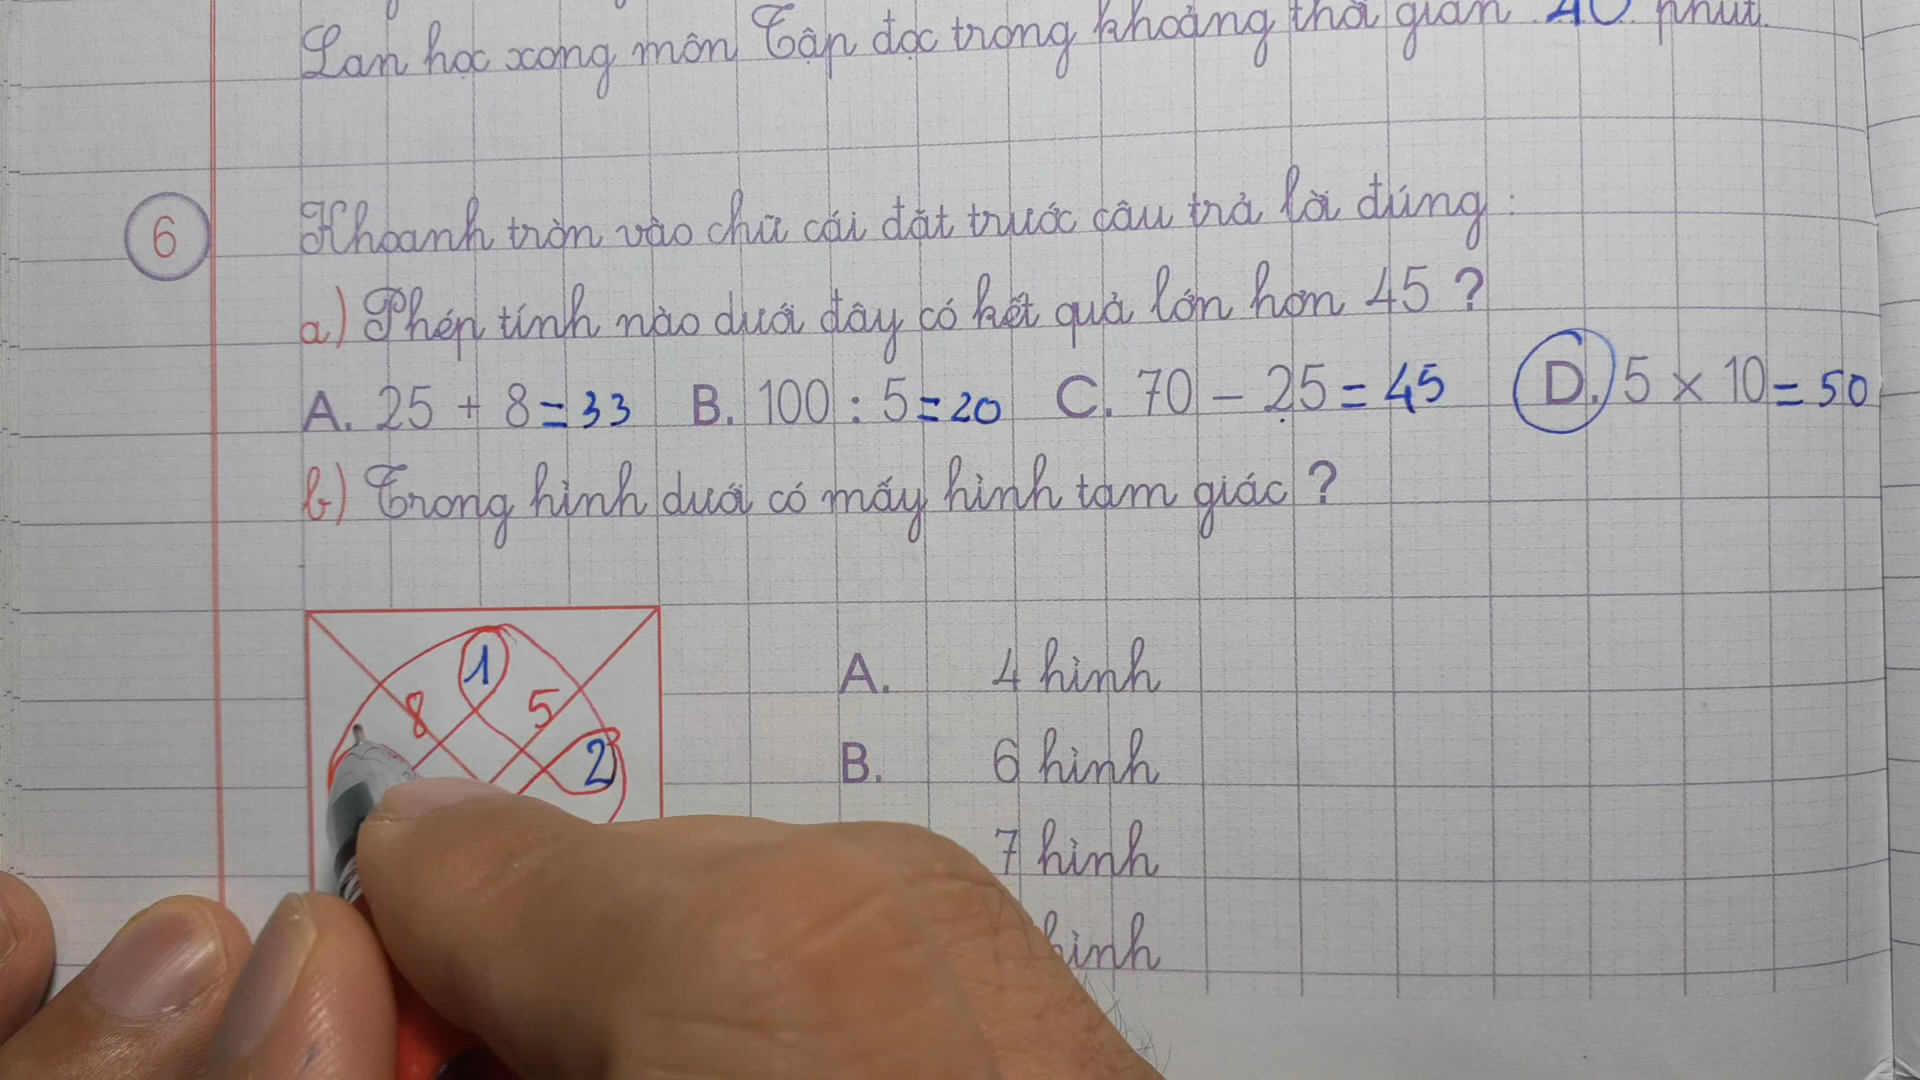 Lan học xong môn Tập đọc trong khoảng thời gian 40 phút.
6
Khoanh tròn vào chữ cái đặt trước câu trả lời đúng:
a) Phép tính nào dưới đây có kết quả lớn hơn 45?
A. 25 + 8 = 33 B. 100 : 5 = 20 C. 70 - 25 = 45 D. 5 × 10 = 50
b) Trong hình dưới có mấy hình tam giác?
1
8 5
2
A. 4 hình
B. 6 hình
7 hình
hình